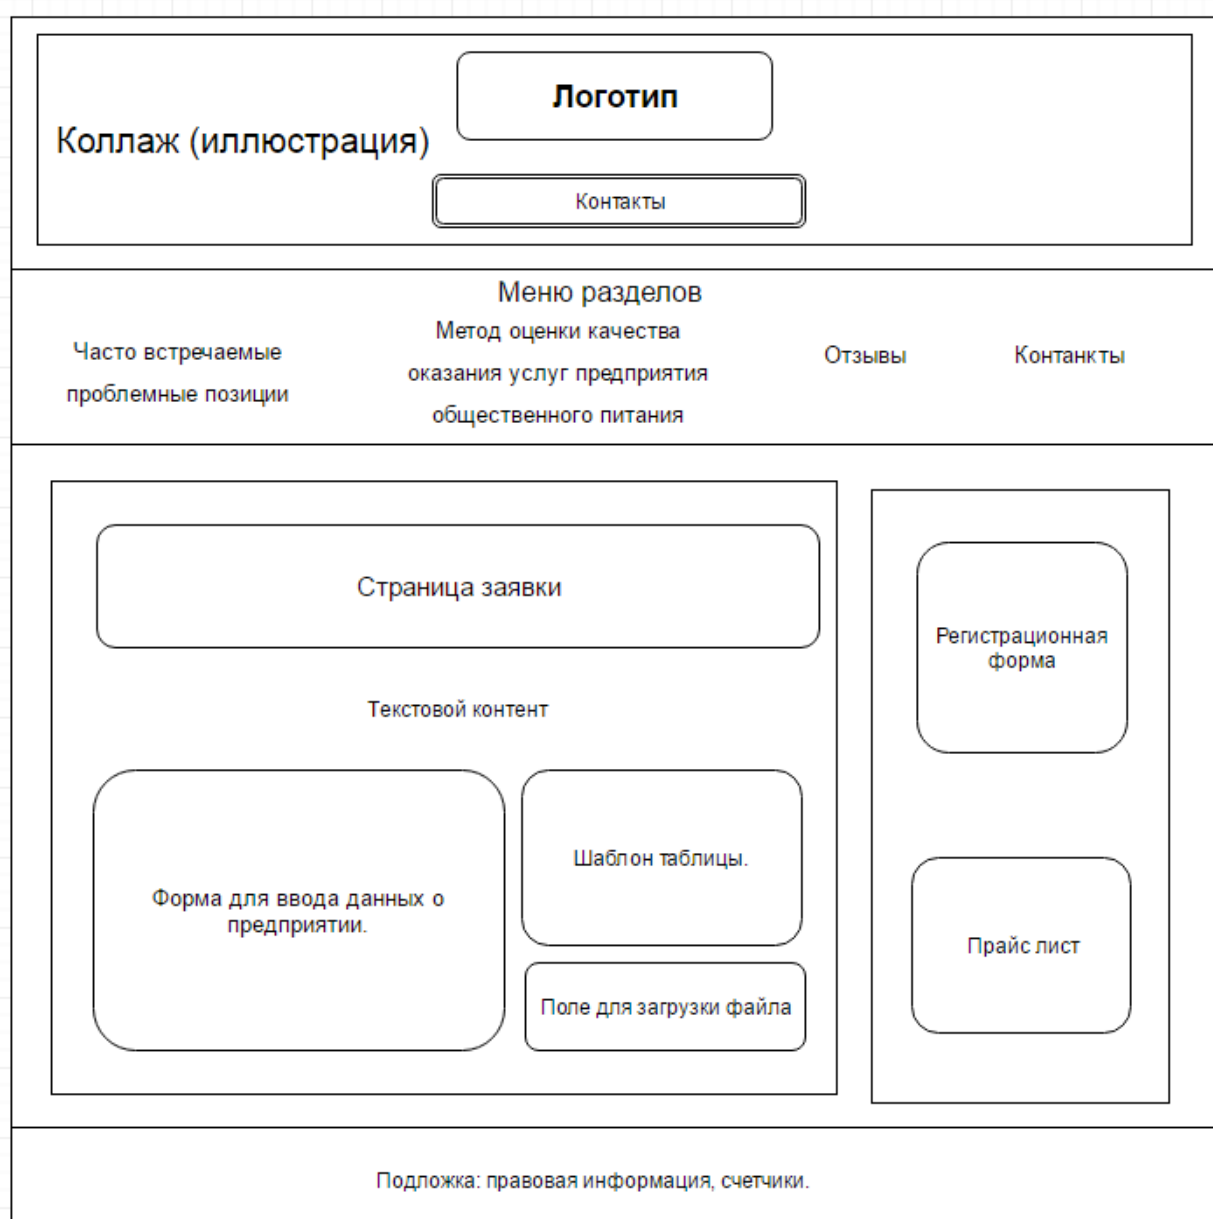 Логотип
Коллаж (иллюстрация)
Контакты
Меню разделов
Часто встречаемые
проблемные позиции
Метод оценки качества
оказания услуг предприятия
общественного питания
Отзывы
Контанкты
Страница заявки
Текстовой контент
Форма для ввода данных о
предприятии.
Шаблон таблицы.
Поле для загрузки файла
Регистрационная
форма
Прайс лист
Подложка: правовая информация, счетчики.